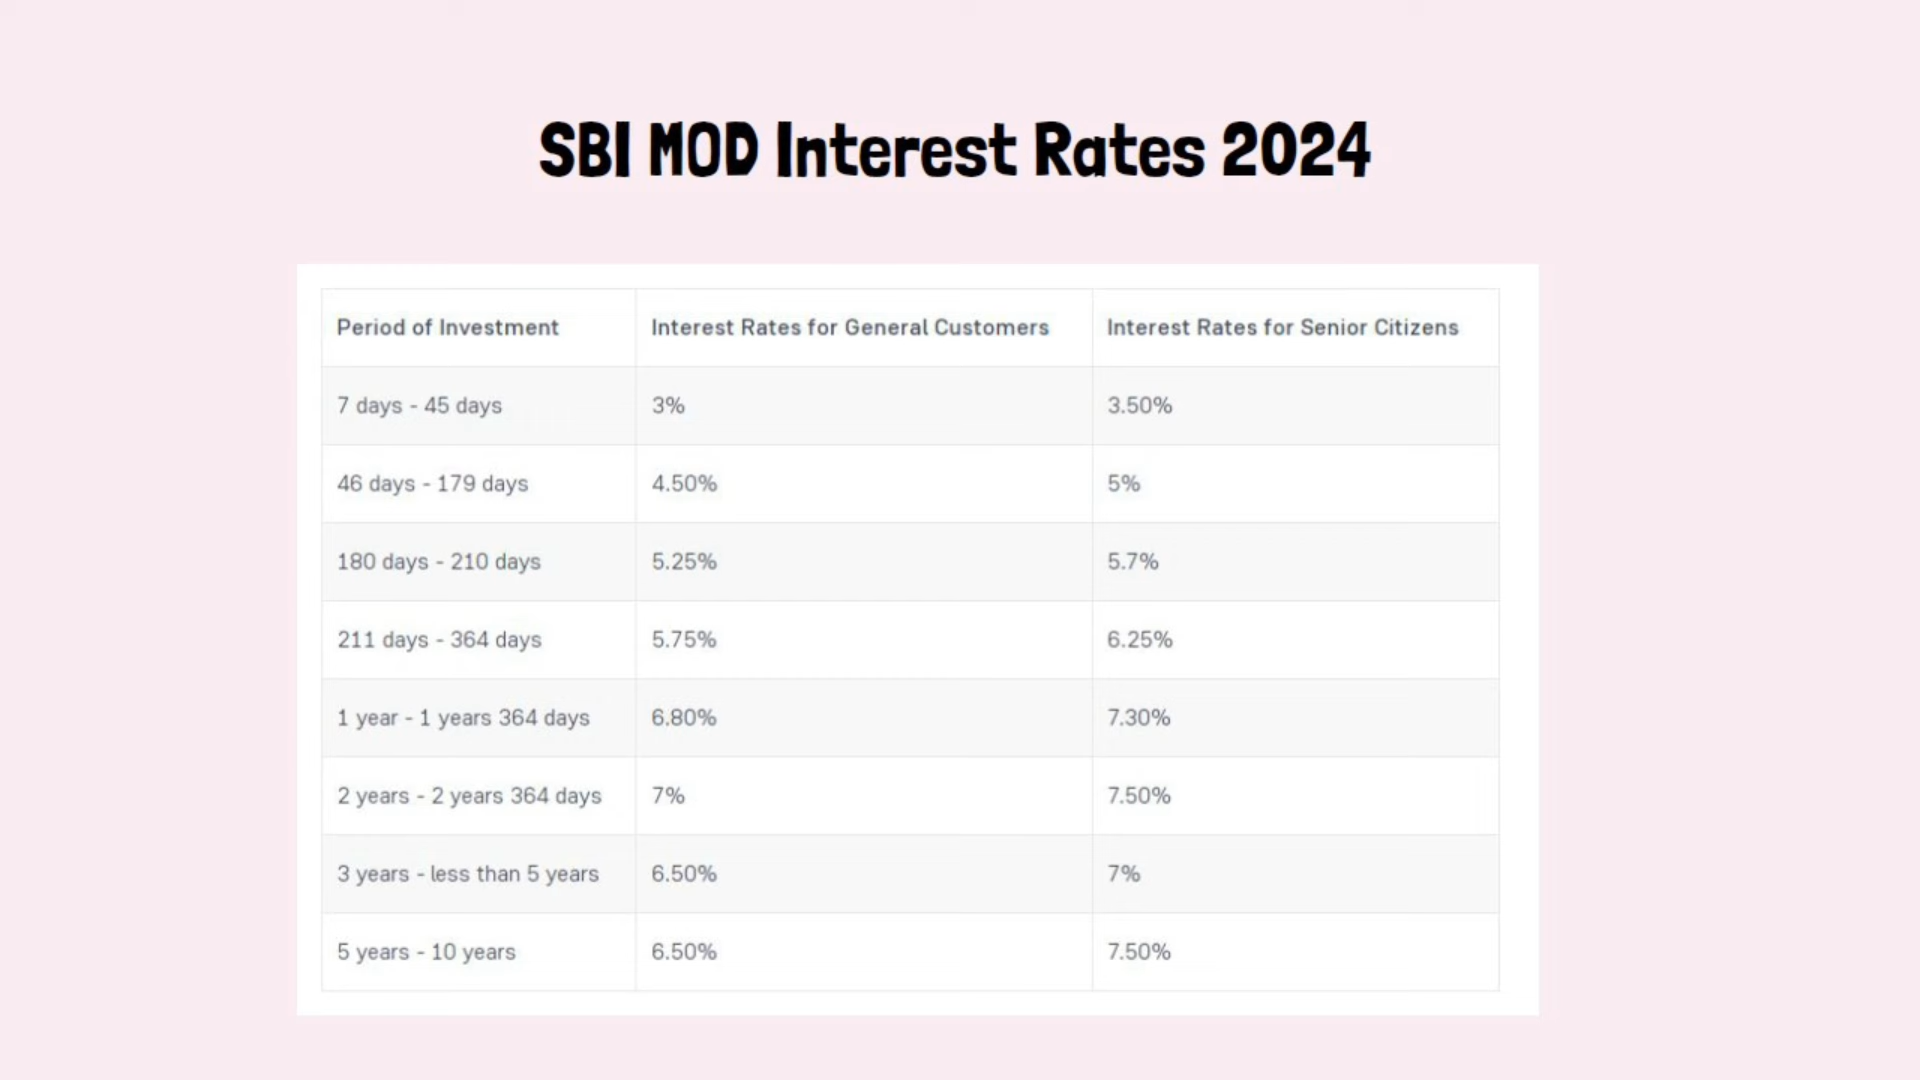 SBI MOD Interest Rates 2024
Period of Investment Interest Rates for General Customers Interest Rates for Senior Citizens
7 days - 45 days 3% 3.50%
46 days - 179 days 4.50% 5%
180 days - 210 days 5.25% 5.7%
211 days - 364 days 5.75% 6.25%
1 year - 1 years 364 days 6.80% 7.30%
2 years - 2 years 364 days 7% 7.50%
3 years - less than 5 years 6.50% 7%
5 years - 10 years 6.50% 7.50%